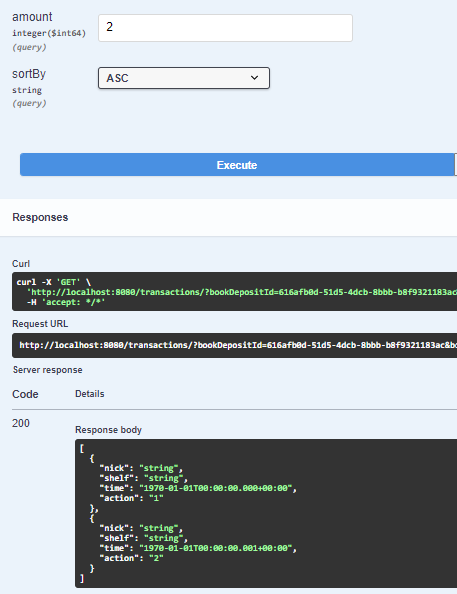 amount
integer($int64)
(query)
2
sortBy
string
(query)
ASC
Execute
Responses
Curl
curl -X 'GET' \
'http://localhost:8080/transactions/?bookDepositId=616afb0d-51d5-4dcb-8bbb-b8f9321183ac
-H 'accept: */*'
Request URL
http://localhost:8080/transactions/?bookDepositId=616afb0d-51d5-4dcb-8bbb-b8f9321183ac&bo
Server response
Code Details
200
Response body
[
{
"nick": "string",
"shelf": "string",
"time": "1970-01-01T00:00:00.000+00:00",
"action": "1"
},
{
"nick": "string",
"shelf": "string",
"time": "1970-01-01T00:00:00.001+00:00",
"action": "2"
}
]